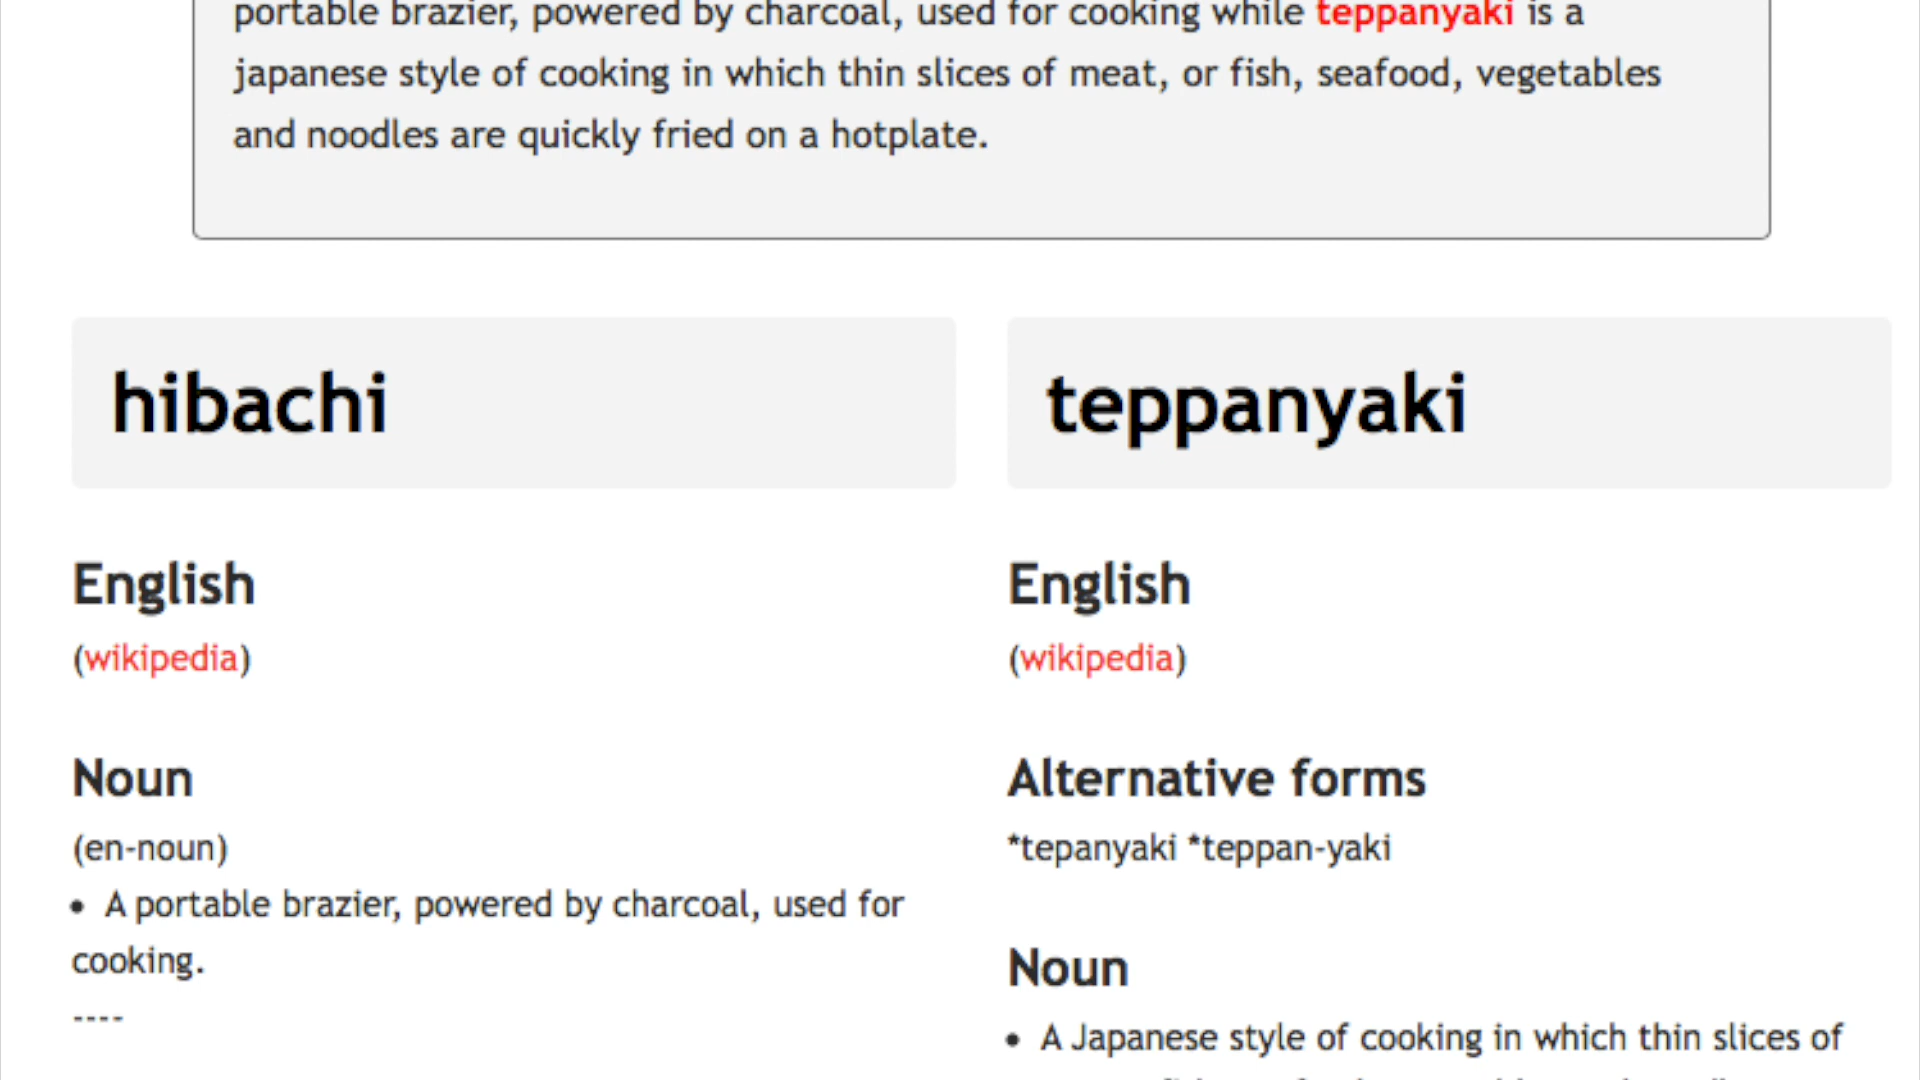 portable brazier, powered by charcoal, used for cooking while teppanyaki is a
japanese style of cooking in which thin slices of meat, or fish, seafood, vegetables
and noodles are quickly fried on a hotplate.
hibachi
English
(wikipedia)
Noun
(en-noun)
• A portable brazier, powered by charcoal, used for
cooking.
----
teppanyaki
English
(wikipedia)
Alternative forms
*tepanyaki *teppan-yaki
Noun
• A Japanese style of cooking in which thin slices of